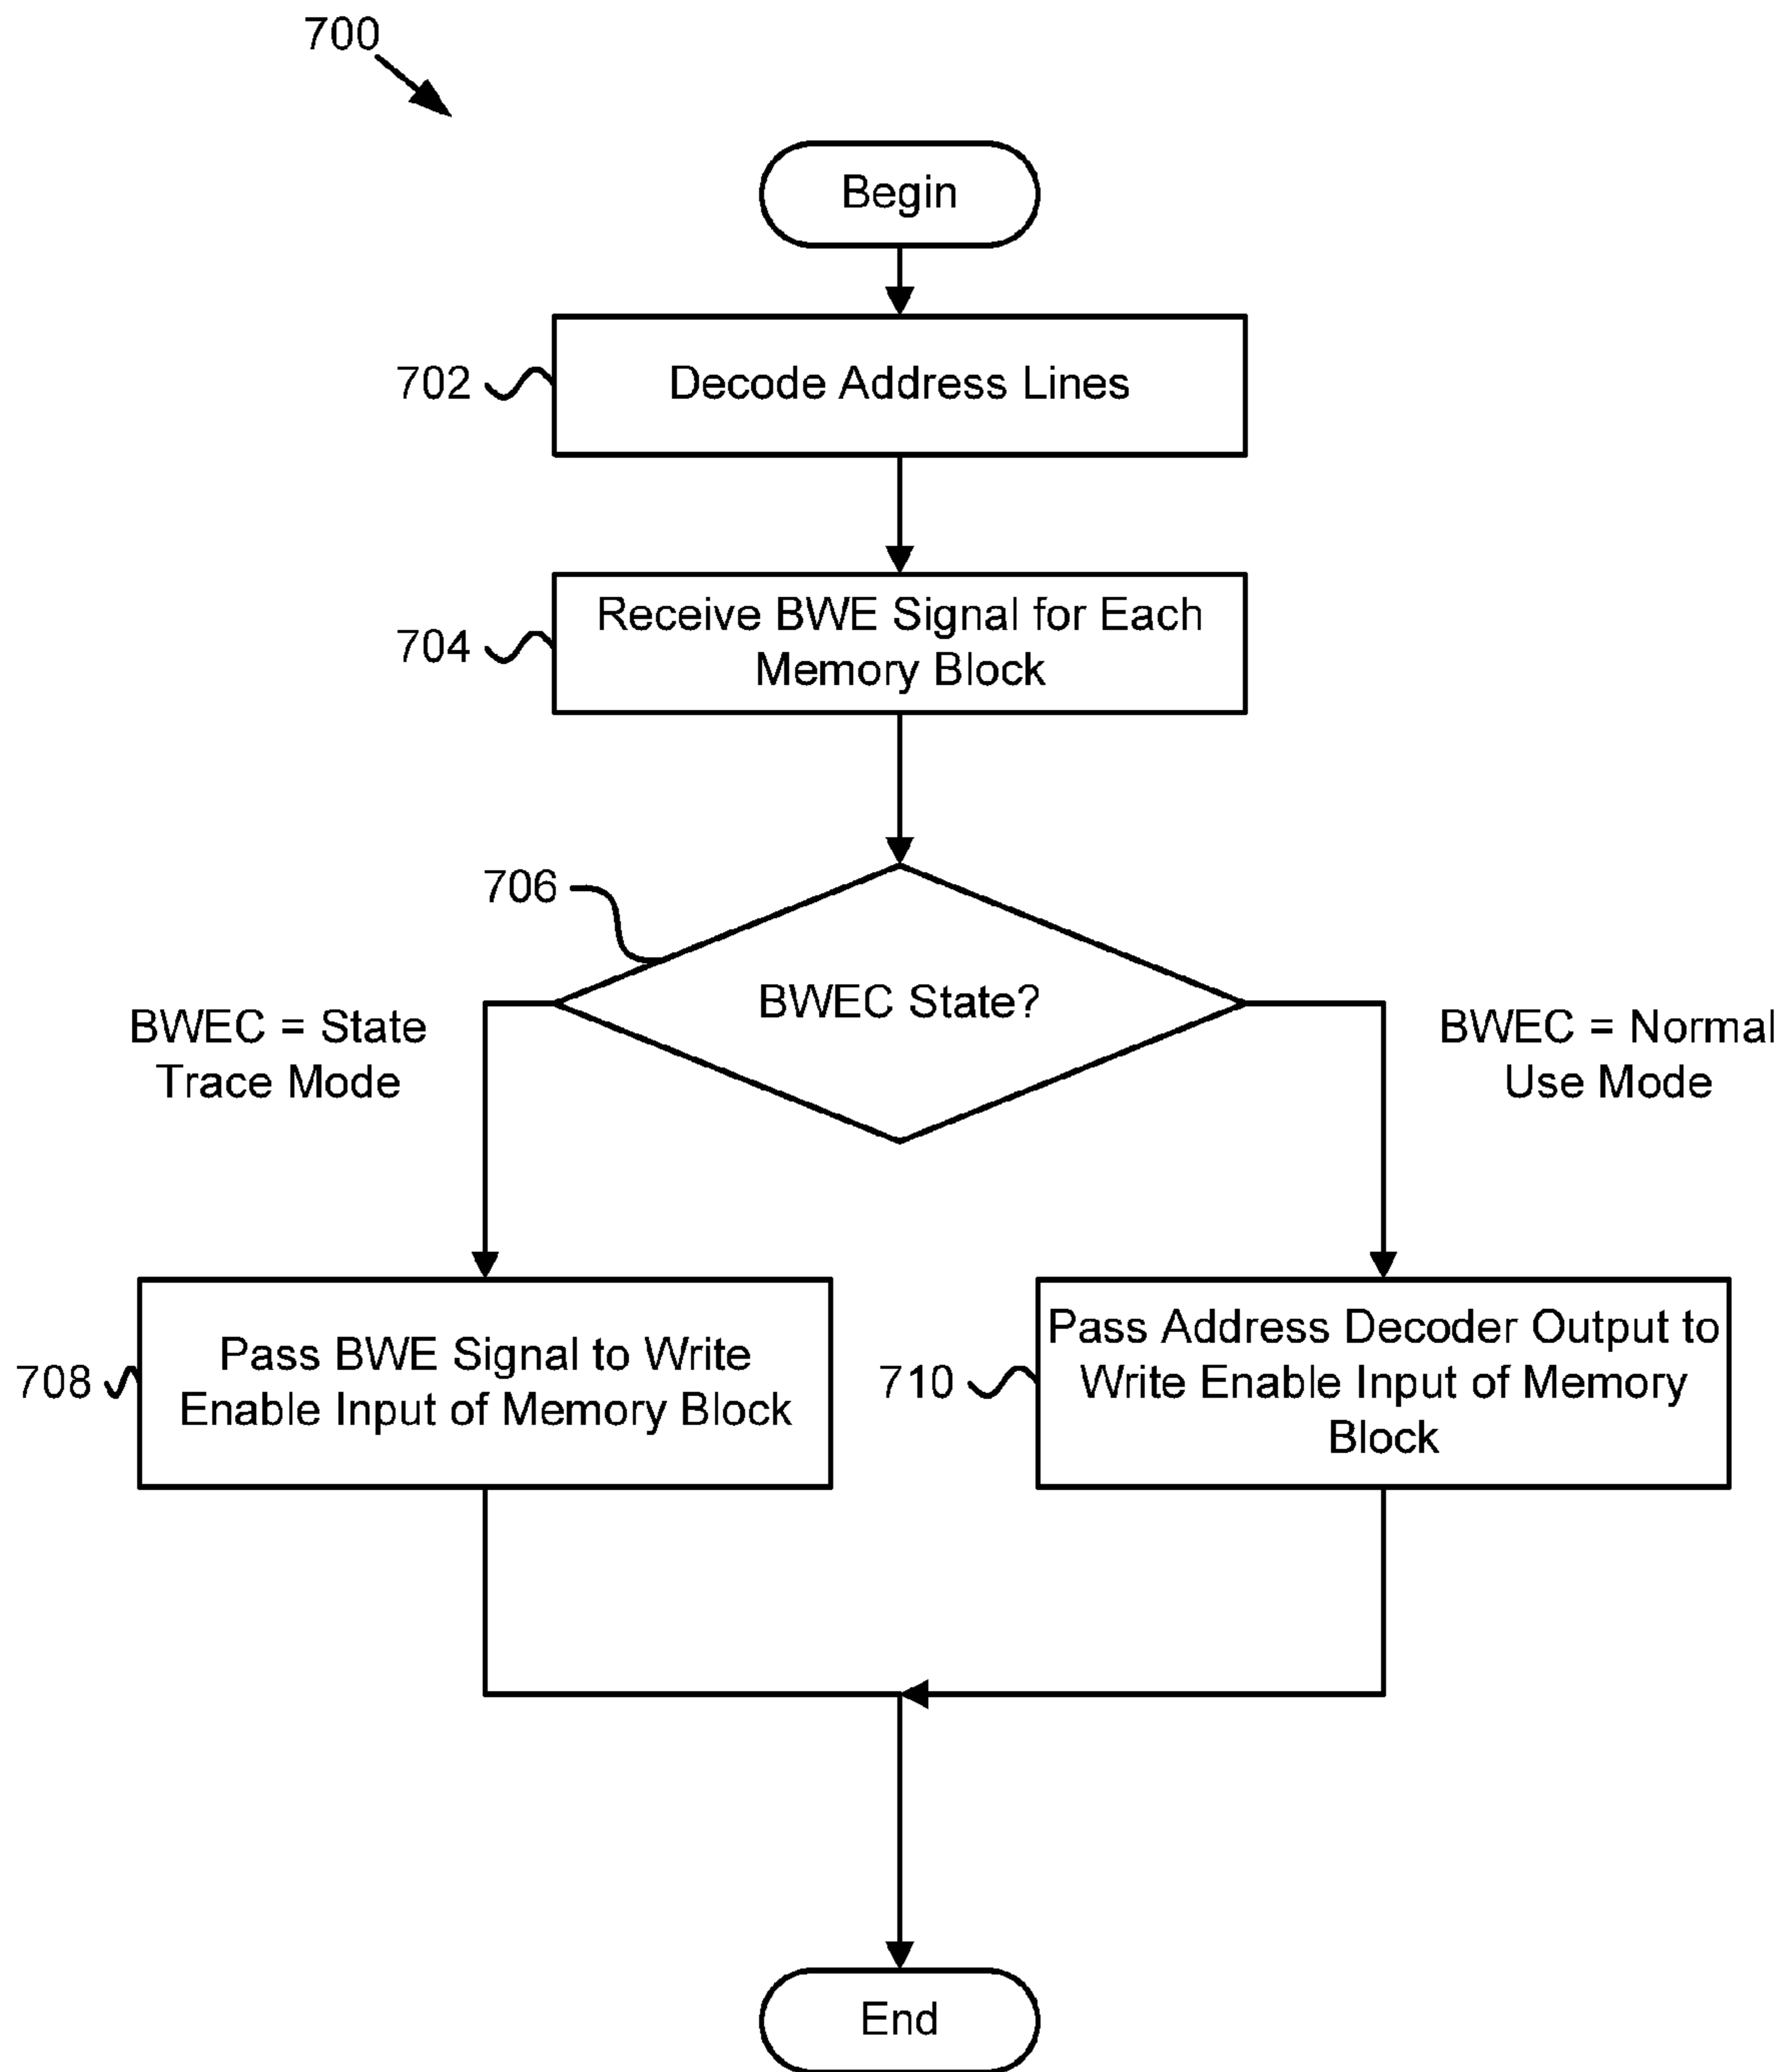 700
Begin
702
Decode Address Lines
704
Receive BWE Signal for Each
Memory Block
706
BWEC State?
BWEC = State
Trace Mode
BWEC = Normal
Use Mode
708
Pass BWE Signal to Write
Enable Input of Memory Block
710
Pass Address Decoder Output to
Write Enable Input of Memory
Block
End